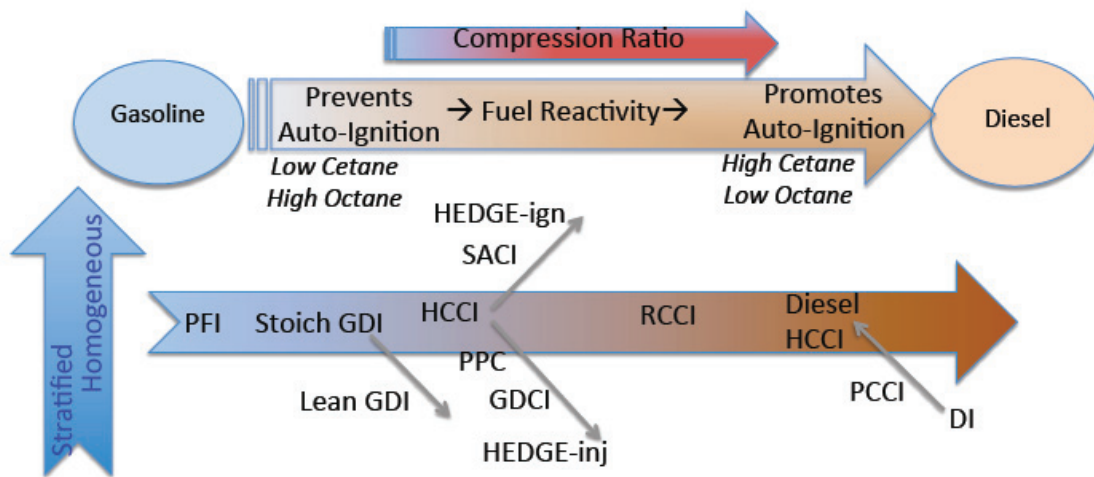 Compression Ratio
Gasoline
Prevents
Auto-Ignition
→ Fuel Reactivity→
Promotes
Auto-Ignition
Diesel
Low Cetane
High Octane
High Cetane
Low Octane
Stratified
Homogeneous
HEDGE-ign
SACI
PFI
Stoich GDI
HCCI
RCCI
Diesel
HCCI
PPC
Lean GDI
GDCI
HEDGE-inj
PCCI
DI